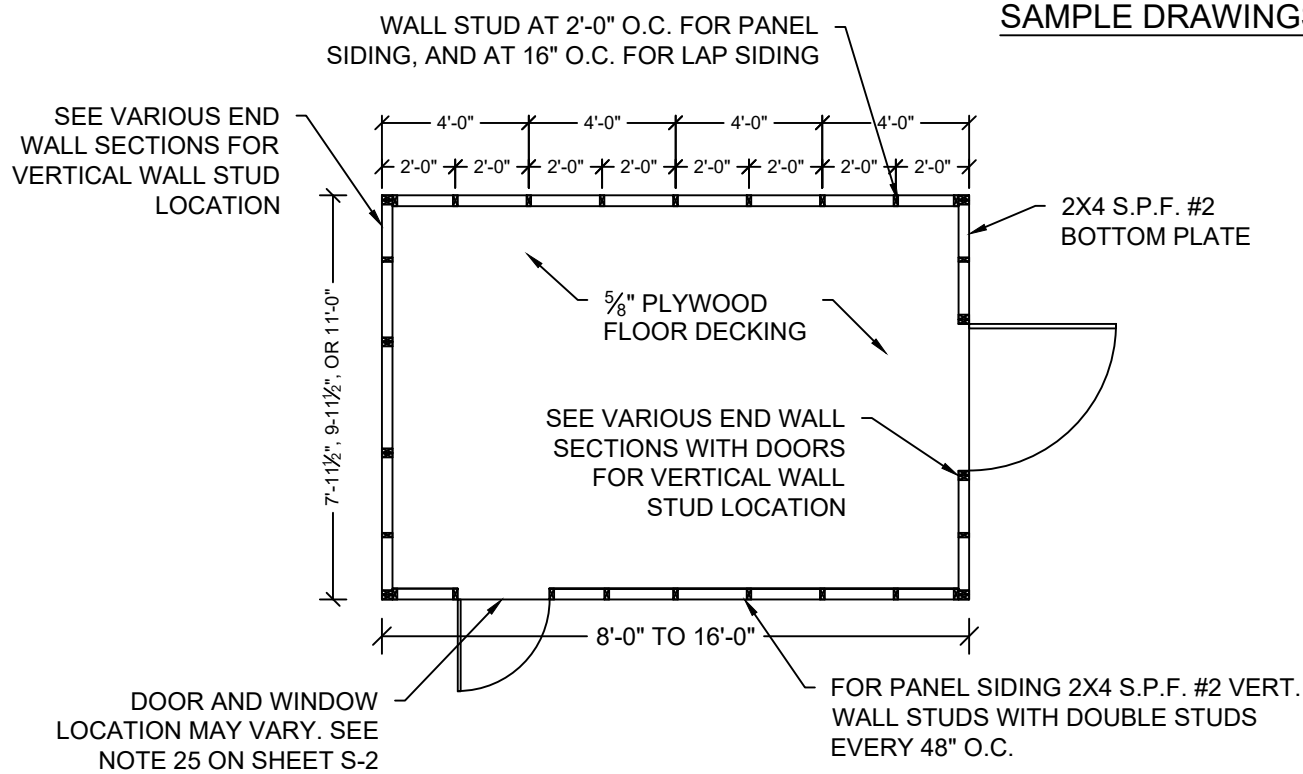 SAMPLE DRAWINGS
WALL STUD AT 2'-0" O.C. FOR PANEL
SIDING, AND AT 16" O.C. FOR LAP SIDING
SEE VARIOUS END
WALL SECTIONS FOR
VERTICAL WALL STUD
LOCATION
4'-0" 4'-0" 4'-0" 4'-0"
2'-0" 2'-0" 2'-0" 2'-0" 2'-0" 2'-0" 2'-0" 2'-0"
2X4 S.P.F. #2
BOTTOM PLATE
⅝" PLYWOOD
FLOOR DECKING
7'-11½", 9-11½", OR 11'-0"
SEE VARIOUS END WALL
SECTIONS WITH DOORS
FOR VERTICAL WALL
STUD LOCATION
8'-0" TO 16'-0"
DOOR AND WINDOW
LOCATION MAY VARY. SEE
NOTE 25 ON SHEET S-2
FOR PANEL SIDING 2X4 S.P.F. #2 VERT.
WALL STUDS WITH DOUBLE STUDS
EVERY 48" O.C.